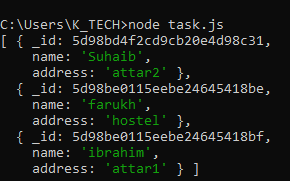 C:\Users\K_TECH>node task.js
[ { _id: 5d98bd4f2cd9cb20e4d98c31,
name: 'Suhaib',
address: 'attar2' },
{ _id: 5d98be0115eebe24645418be,
name: 'farukh',
address: 'hostel' },
{ _id: 5d98be0115eebe24645418bf,
name: 'ibrahim',
address: 'attar1' } ]